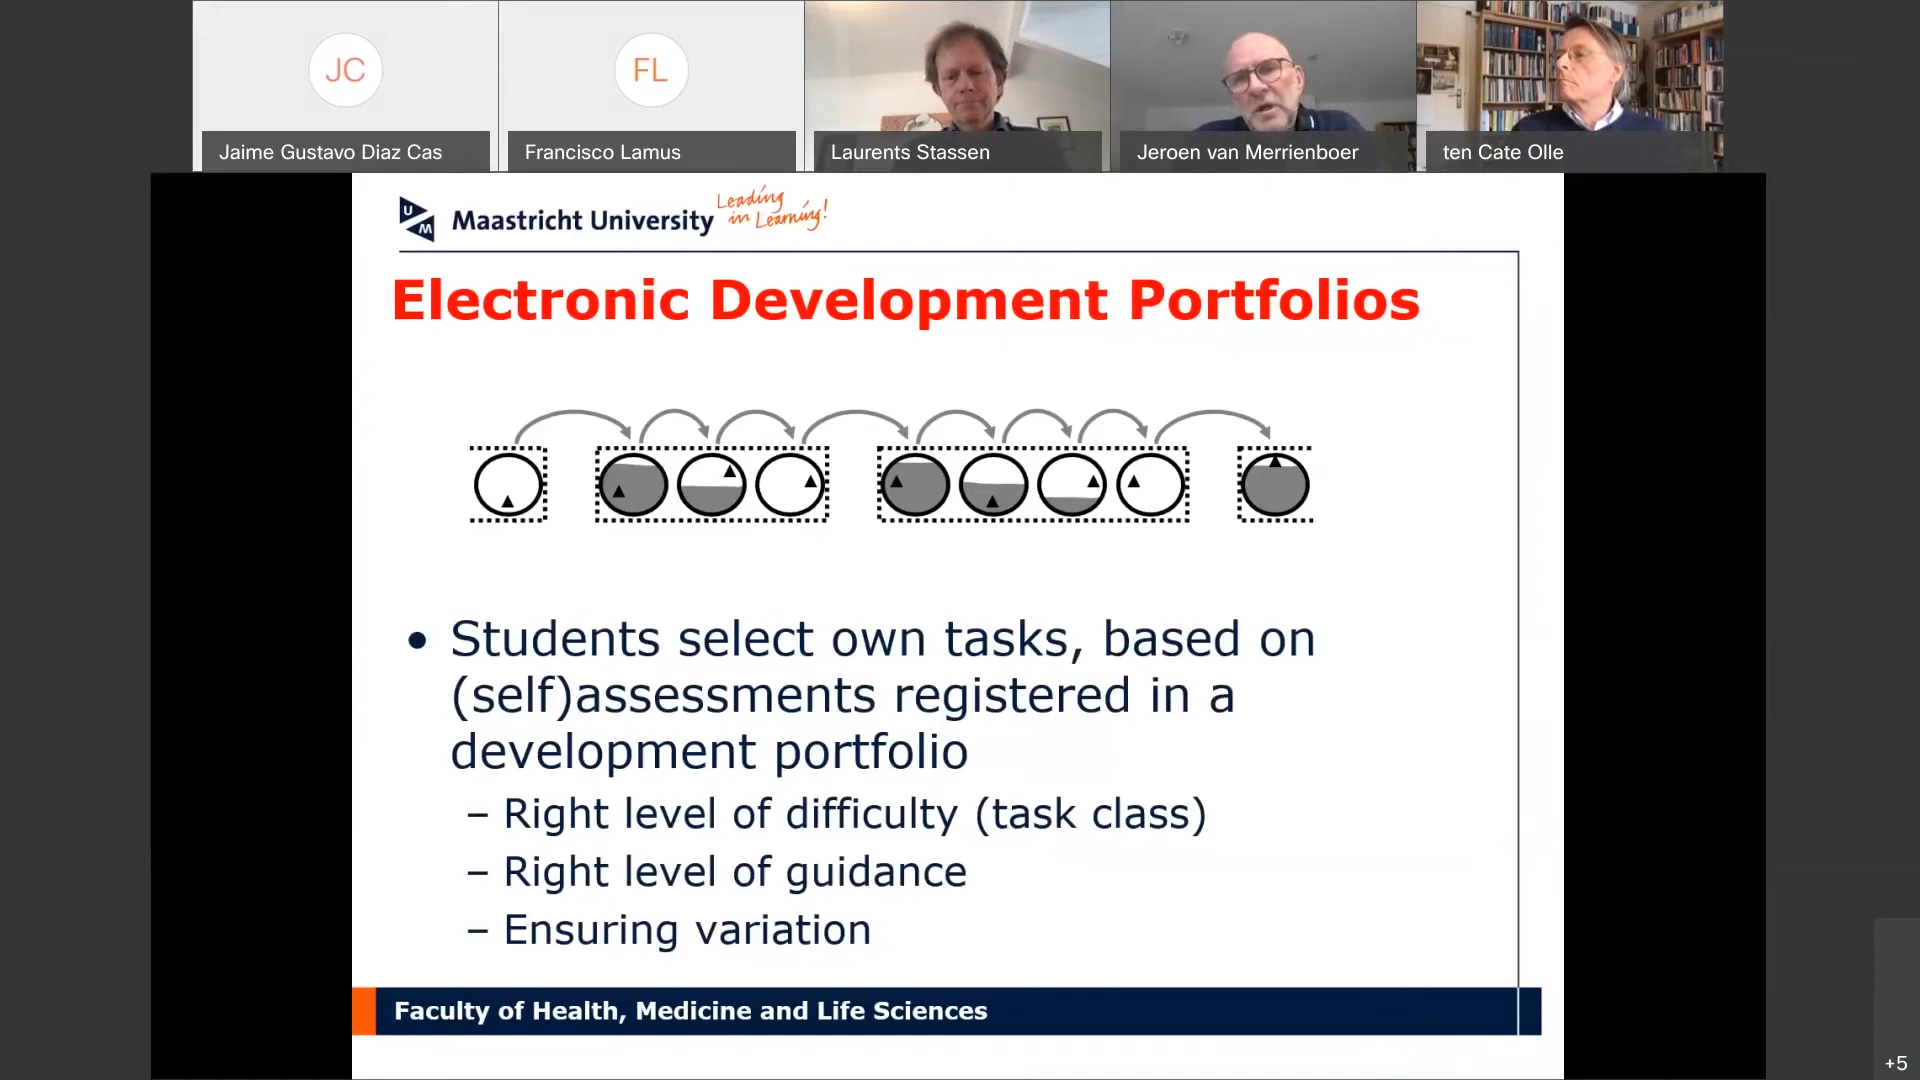 JC
FL
Jaime Gustavo Diaz Cas
Francisco Lamus
Laurents Stassen
Jeroen van Merrienboer
ten Cate Olle
UM
Maastricht University
Leading
in Learning!
Electronic Development Portfolios
• Students select own tasks, based on
(self)assessments registered in a
development portfolio
– Right level of difficulty (task class)
– Right level of guidance
– Ensuring variation
Faculty of Health, Medicine and Life Sciences
+5